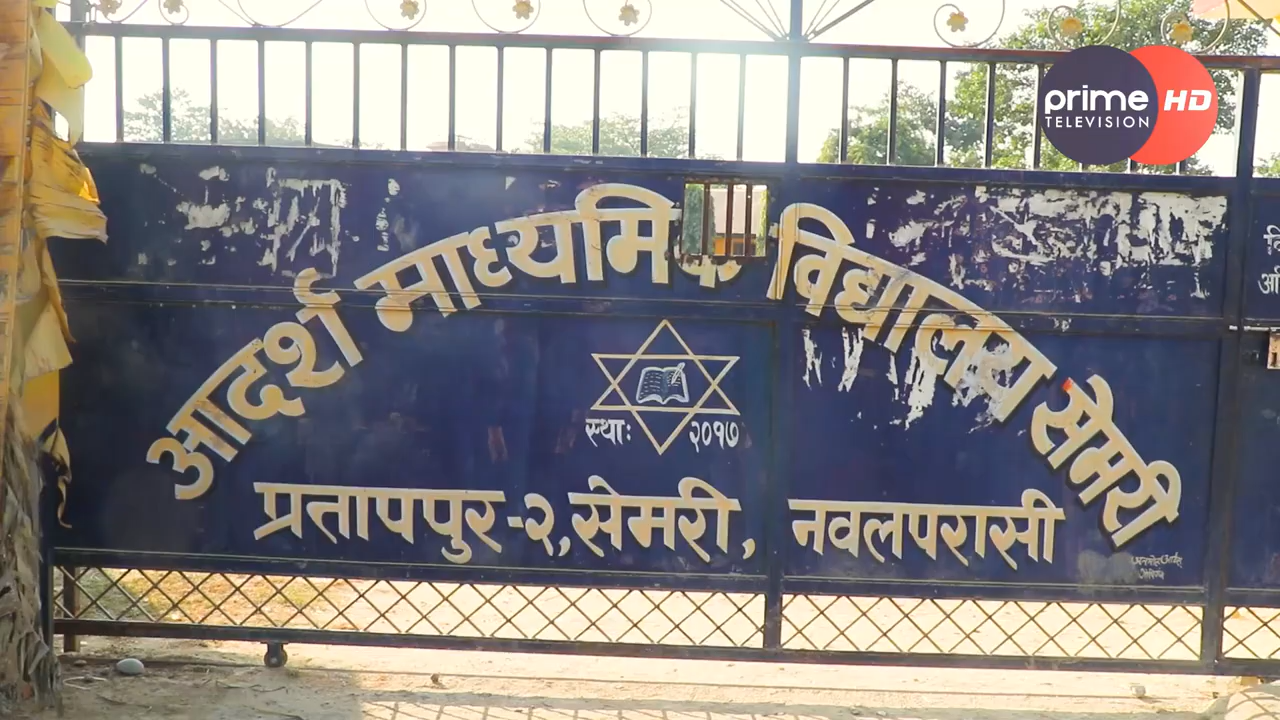 prime HD
TELEVISION
आदर्श माध्यमिक विद्यालय सेमरी
स्थाः २०१७
प्रतापपुर-२, सेमरी, नवलपरासी